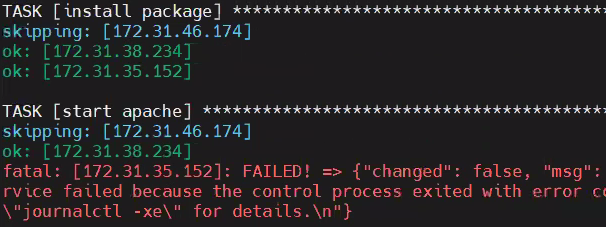 TASK [install package] ******************************************
skipping: [172.31.46.174]
ok: [172.31.38.234]
ok: [172.31.35.152]
TASK [start apache] *********************************************
skipping: [172.31.46.174]
ok: [172.31.38.234]
fatal: [172.31.35.152]: FAILED! => {"changed": false, "msg":
rvice failed because the control process exited with error co
\"journalctl -xe\" for details.\n"}